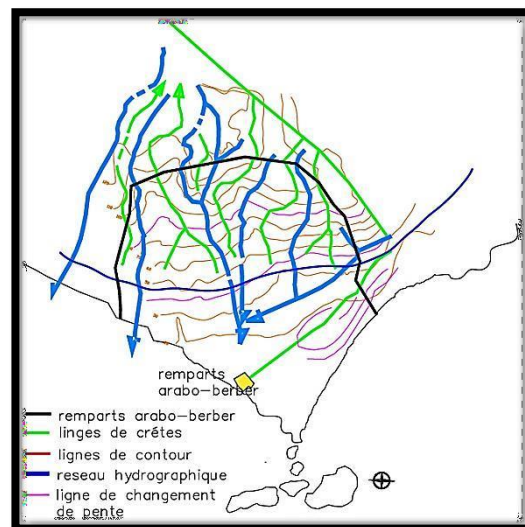 remparts
arabo-berber
remparts arabo-berber
linges de crêtes
lignes de contour
reseau hydrographique
ligne de changement
de pente